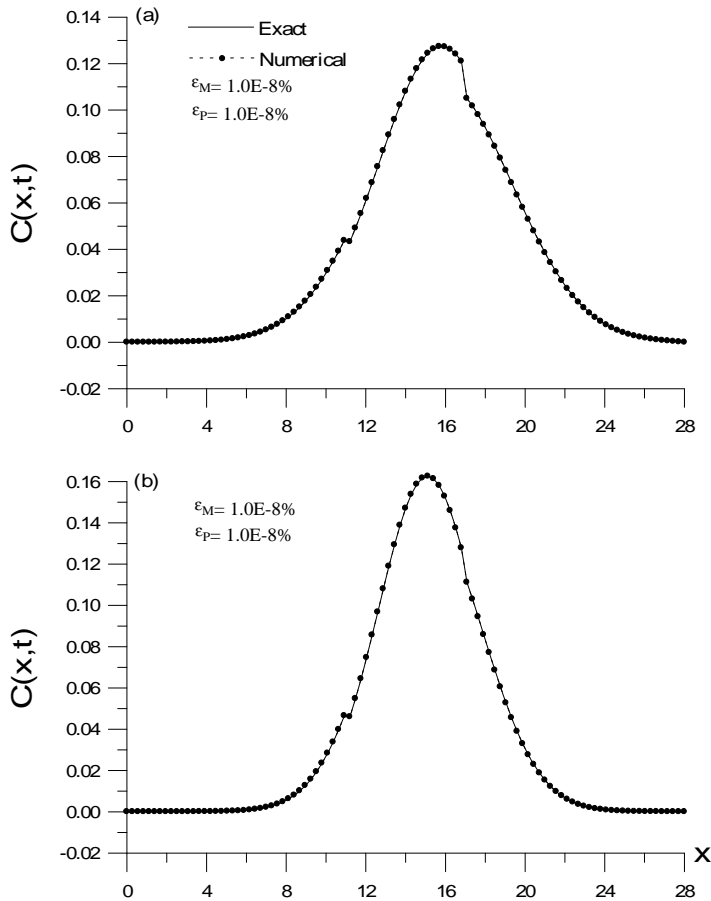 (a)
Exact
Numerical
εM= 1.0E-8%
εP= 1.0E-8%
0.14
0.12
0.10
0.08
0.06
0.04
0.02
0.00
-0.02
C(x,t)
0 4 8 12 16 20 24 28
(b)
εM= 1.0E-8%
εP= 1.0E-8%
0.16
0.14
0.12
0.10
0.08
0.06
0.04
0.02
0.00
-0.02
C(x,t)
x
0 4 8 12 16 20 24 28